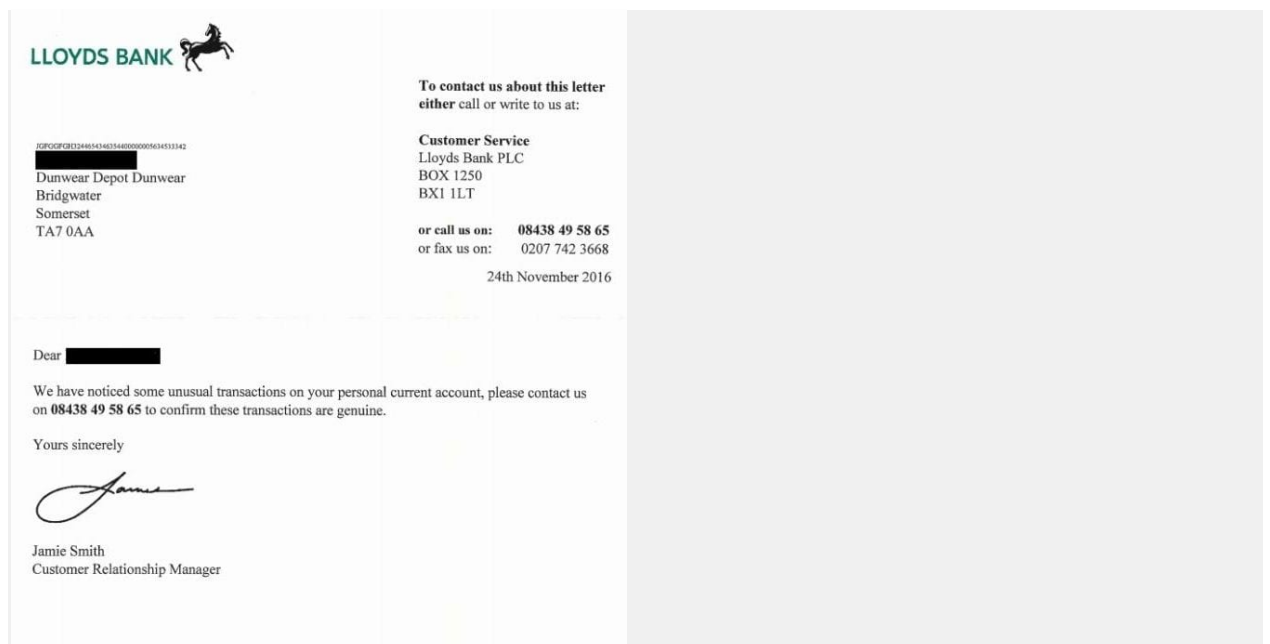 LLOYDS BANK
To contact us about this letter
either call or write to us at:
Customer Service
Lloyds Bank PLC
BOX 1250
BX1 1LT
or call us on: 08438 49 58 65
or fax us on: 0207 742 3668
24th November 2016
Dunwear Depot Dunwear
Bridgwater
Somerset
TA7 0AA
Dear
We have noticed some unusual transactions on your personal current account, please contact us
on 08438 49 58 65 to confirm these transactions are genuine.
Yours sincerely
James
Jamie Smith
Customer Relationship Manager